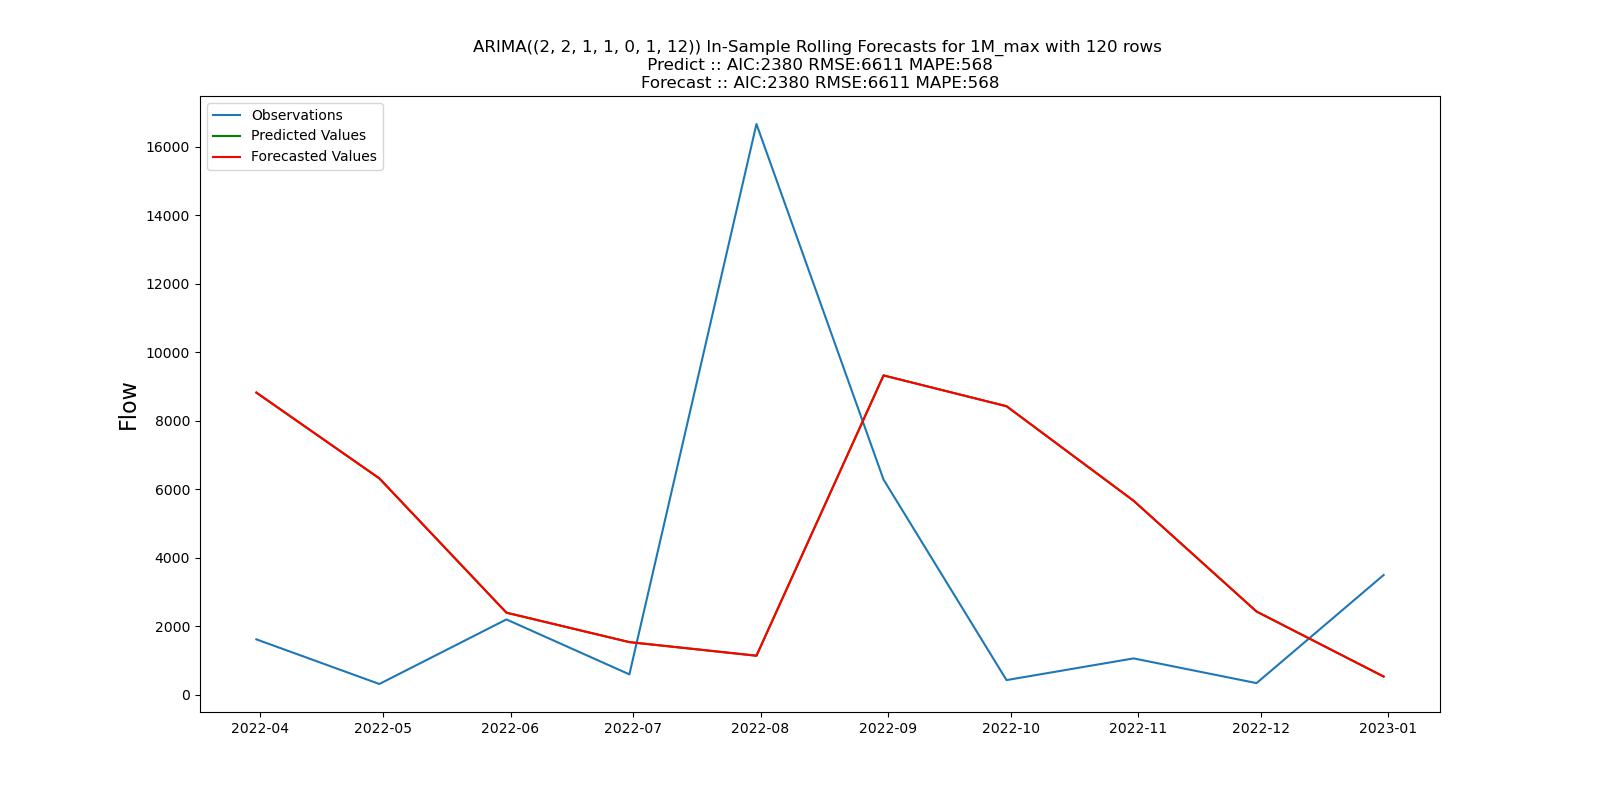 ARIMA((2, 2, 1, 1, 0, 1, 12)) In-Sample Rolling Forecasts for 1M_max with 120 rows
Predict :: AIC:2380 RMSE:6611 MAPE:568
Forecast :: AIC:2380 RMSE:6611 MAPE:568
Observations
Predicted Values
Forecasted Values
16000
14000
12000
10000
8000
6000
4000
2000
0
Flow
2022-04 2022-05 2022-06 2022-07 2022-08 2022-09 2022-10 2022-11 2022-12 2023-01